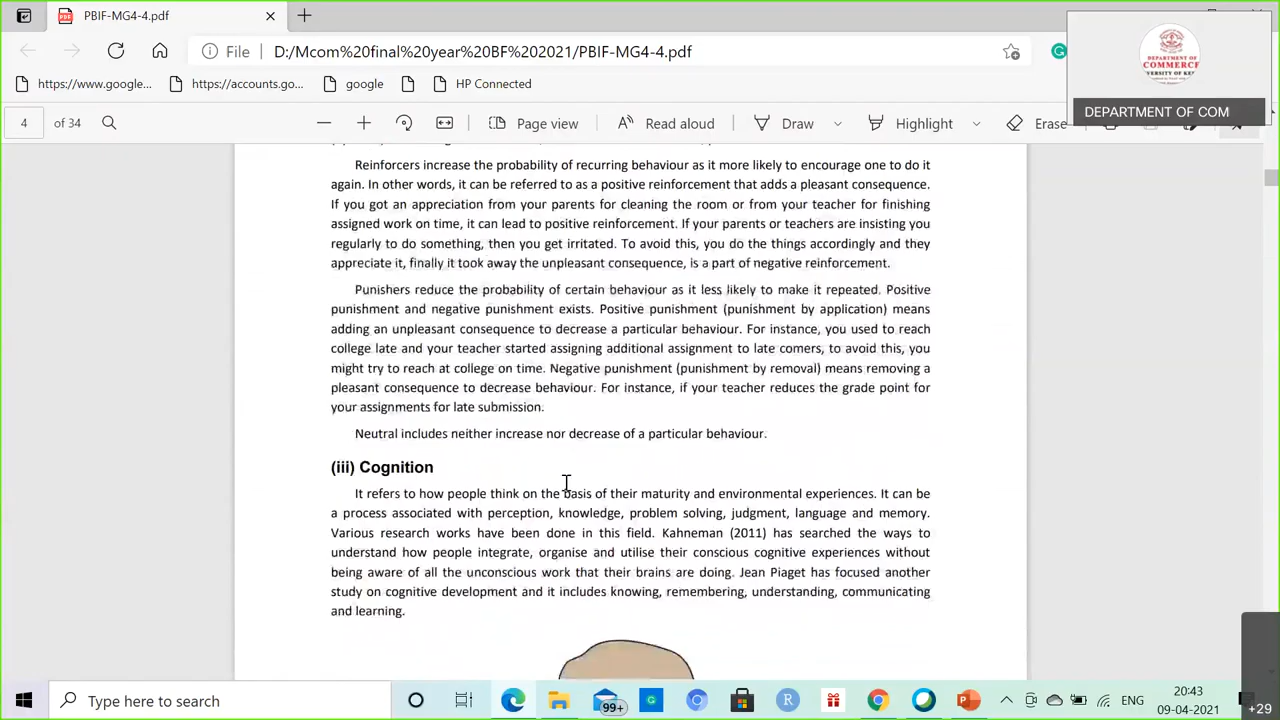 PBIF-MG4-4.pdf
File D:/Mcom%20final%20year%20BF%202021/PBIF-MG4-4.pdf
https://www.google... https://accounts.go... google onnected
DEPARTMENT OF
COMMERCE
DEPARTMENT OF COM
4 of 34 Page view Read aloud Draw Highlight Erase
Reinforcers increase the probability of recurring behaviour as it more likely to encourage one to do it
again. In other words, it can be referred to as a positive reinforcement that adds a pleasant consequence.
If you got an appreciation from your parents for cleaning the room or from your teacher for finishing
assigned work on time, it can lead to positive reinforcement. If your parents or teachers are insisting you
regularly to do something, then you get irritated. To avoid this, you do the things accordingly and they
appreciate it, finally it took away the unpleasant consequence, is a part of negative reinforcement.
Punishers reduce the probability of certain behaviour as it less likely to make it repeated. Positive
punishment and negative punishment exists. Positive punishment (punishment by application) means
adding an unpleasant consequence to decrease a particular behaviour. For instance, you used to reach
college late and your teacher started assigning additional assignment to late comers, to avoid this, you
might try to reach at college on time. Negative punishment (punishment by removal) means removing a
pleasant consequence to decrease behaviour. For instance, if your teacher reduces the grade point for
your assignments for late submission.
Neutral includes neither increase nor decrease of a particular behaviour.
(iii) Cognition
It refers to how people think on the basis of their maturity and environmental experiences. It can be
a process associated with perception, knowledge, problem solving, judgment, language and memory.
Various research works have been done in this field. Kahneman (2011) has searched the ways to
understand how people integrate, organise and utilise their conscious cognitive experiences without
being aware of all the unconscious work that their brains are doing. Jean Piaget has focused another
study on cognitive development and it includes knowing, remembering, understanding, communicating
and learning.
Type here to search
99+
ENG
20:43
09-04-2021
+29